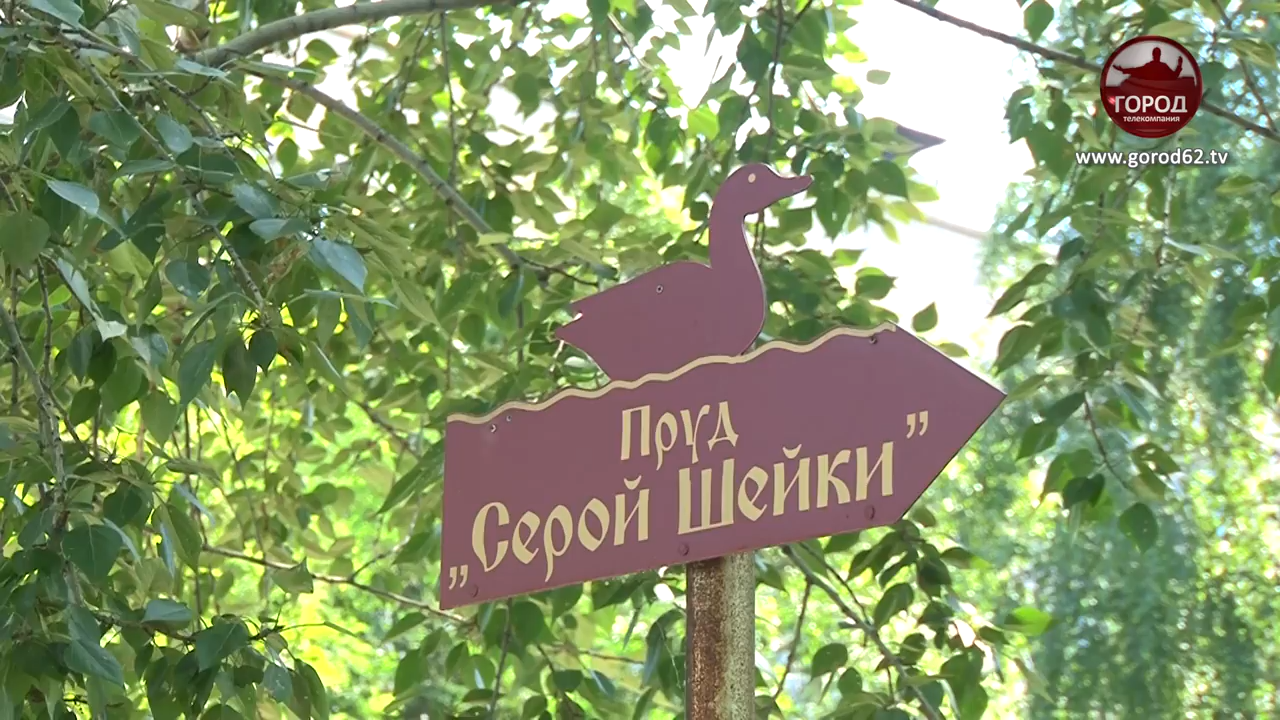 ГОРОД
телекомпания
www.gorod62.tv
Пруд
„Серой Шейки”